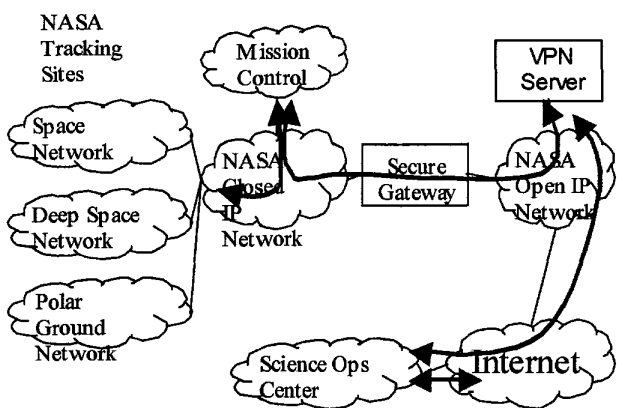 NASA
Tracking
Sites
Mission
Control
VPN
Server
Space
Network
NASA
Closed
IP
Network
Secure
Gateway
NASA
Open IP
Network
Deep Space
Network
Polar
Ground
Network
Science Ops
Center
Internet